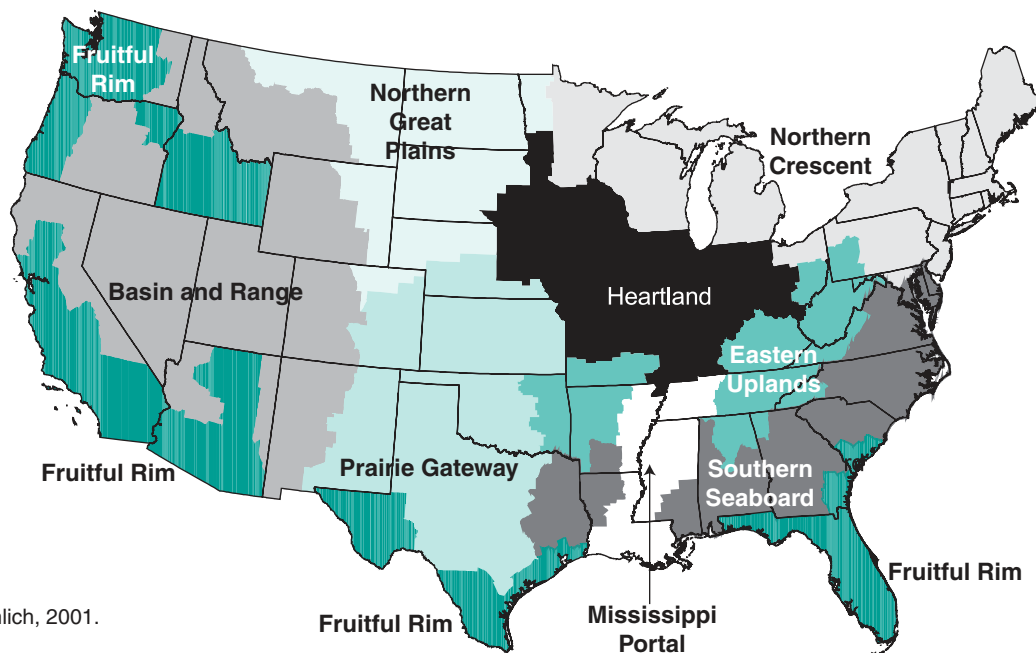 Fruitful
Rim
Northern
Great
Plains
Northern
Crescent
Basin and Range
Heartland
Eastern
Uplands
Prairie Gateway
Southern
Seaboard
Fruitful Rim
Fruitful Rim
Fruitful Rim
Mississippi
Portal
2001.